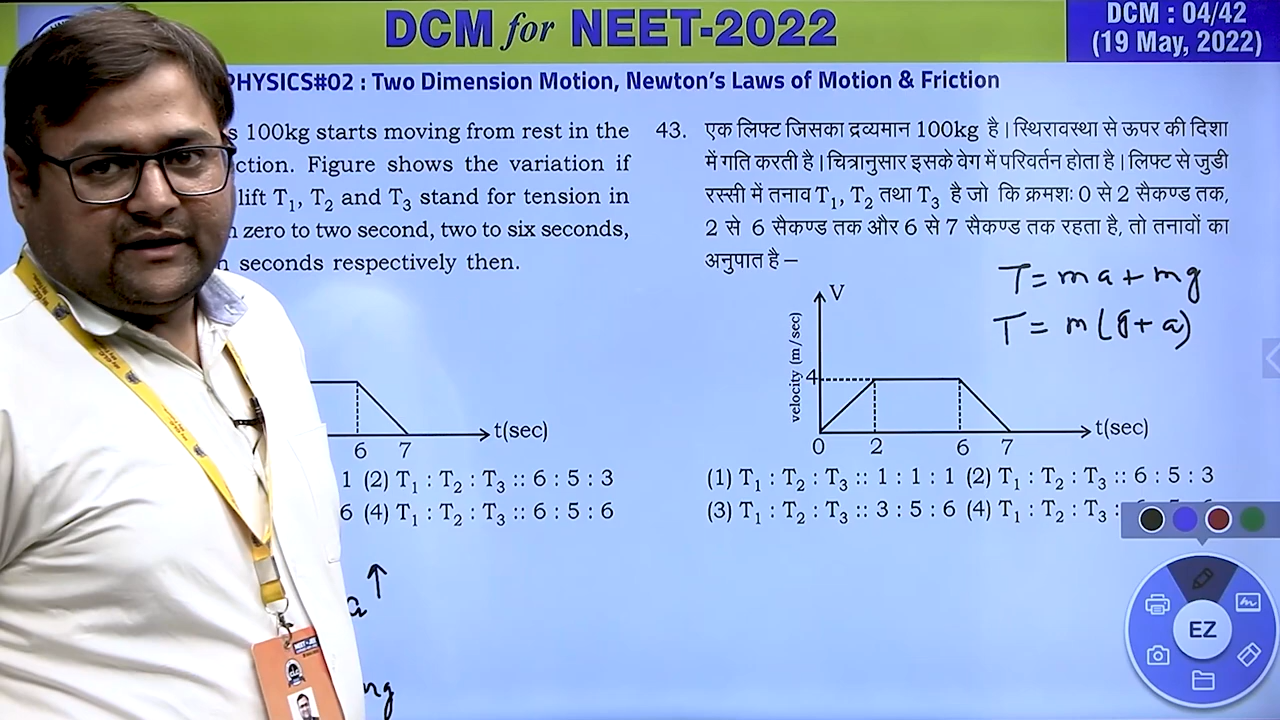 DCM for NEET-2022
DCM : 04/42
(19 May, 2022)
PHYSICS#02 : Two Dimension Motion, Newton's Laws of Motion & Friction
s 100kg starts moving from rest in the
ction. Figure shows the variation if
lift T₁, T₂ and T₃ stand for tension in
n zero to two second, two to six seconds,
n seconds respectively then.
6 7 t(sec)
1 (2) T₁ : T₂ : T₃ :: 6 : 5 : 3
6 (4) T₁ : T₂ : T₃ :: 6 : 5 : 6
a
mg
43. एक लिफ्ट जिसका द्रव्यमान 100kg है। स्थिरावस्था से ऊपर की दिशा
में गति करती है। चित्रानुसार इसके वेग में परिवर्तन होता है। लिफ्ट से जुडी
रस्सी में तनाव T₁, T₂ तथा T₃ है जो कि क्रमशः 0 से 2 सैकण्ड तक,
2 से 6 सैकण्ड तक और 6 से 7 सैकण्ड तक रहता है, तो तनावों का
अनुपात है –
T = ma + mg
T = m(g+a)
V
velocity (m/sec)
4
0 2 6 7 t(sec)
(1) T₁ : T₂ : T₃ :: 1 : 1 : 1 (2) T₁ : T₂ : T₃ :: 6 : 5 : 3
(3) T₁ : T₂ : T₃ :: 3 : 5 : 6 (4) T₁ : T₂ : T₃ :
EZ